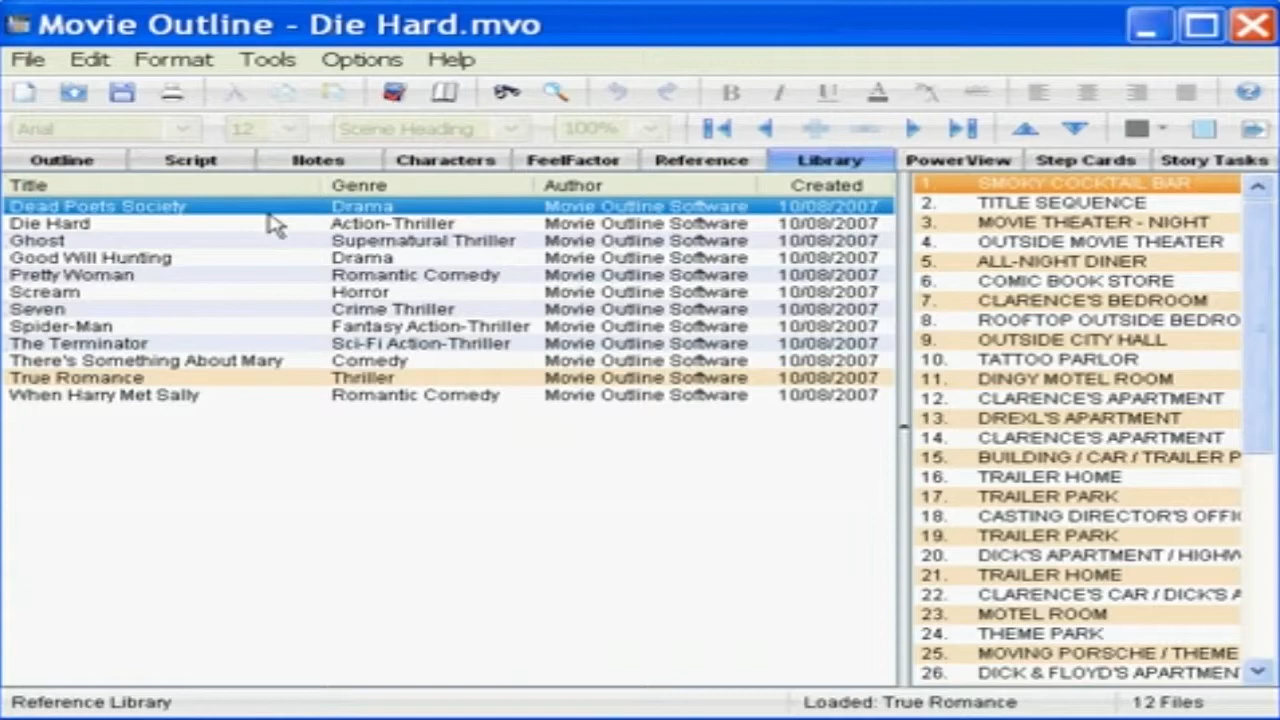 Movie Outline - Die Hard.mvo
File Edit Format Tools Options Help
Arial 12 Scene Heading 100%
Outline Script Notes Characters FeelFactor Reference Library PowerView Step Cards Story Tasks
Title Genre Author Created
Dead Poets Society Drama Movie Outline Software 10/08/2007
Die Hard Action-Thriller Movie Outline Software 10/08/2007
Ghost Supernatural Thriller Movie Outline Software 10/08/2007
Good Will Hunting Drama Movie Outline Software 10/08/2007
Pretty Woman Romantic Comedy Movie Outline Software 10/08/2007
Scream Horror Movie Outline Software 10/08/2007
Seven Crime Thriller Movie Outline Software 10/08/2007
Spider-Man Fantasy Action-Thriller Movie Outline Software 10/08/2007
The Terminator Sci-Fi Action-Thriller Movie Outline Software 10/08/2007
There's Something About Mary Comedy Movie Outline Software 10/08/2007
True Romance Thriller Movie Outline Software 10/08/2007
When Harry Met Sally Romantic Comedy Movie Outline Software 10/08/2007
1. SMOKY COCKTAIL BAR
2. TITLE SEQUENCE
3. MOVIE THEATER - NIGHT
4. OUTSIDE MOVIE THEATER
5. ALL-NIGHT DINER
6. COMIC BOOK STORE
7. CLARENCE'S BEDROOM
8. ROOFTOP OUTSIDE BEDRO
9. OUTSIDE CITY HALL
10. TATTOO PARLOR
11. DINGY MOTEL ROOM
12. CLARENCE'S APARTMENT
13. DREXL'S APARTMENT
14. CLARENCE'S APARTMENT
15. BUILDING / CAR / TRAILER P
16. TRAILER HOME
17. TRAILER PARK
18. CASTING DIRECTOR'S OFFI
19. TRAILER PARK
20. DICK'S APARTMENT / HIGHW
21. TRAILER HOME
22. CLARENCE'S CAR / DICK'S A
23. MOTEL ROOM
24. THEME PARK
25. MOVING PORSCHE / THEME
26. DICK & FLOYD'S APARTMEN
Reference Library Loaded: True Romance 12 Files